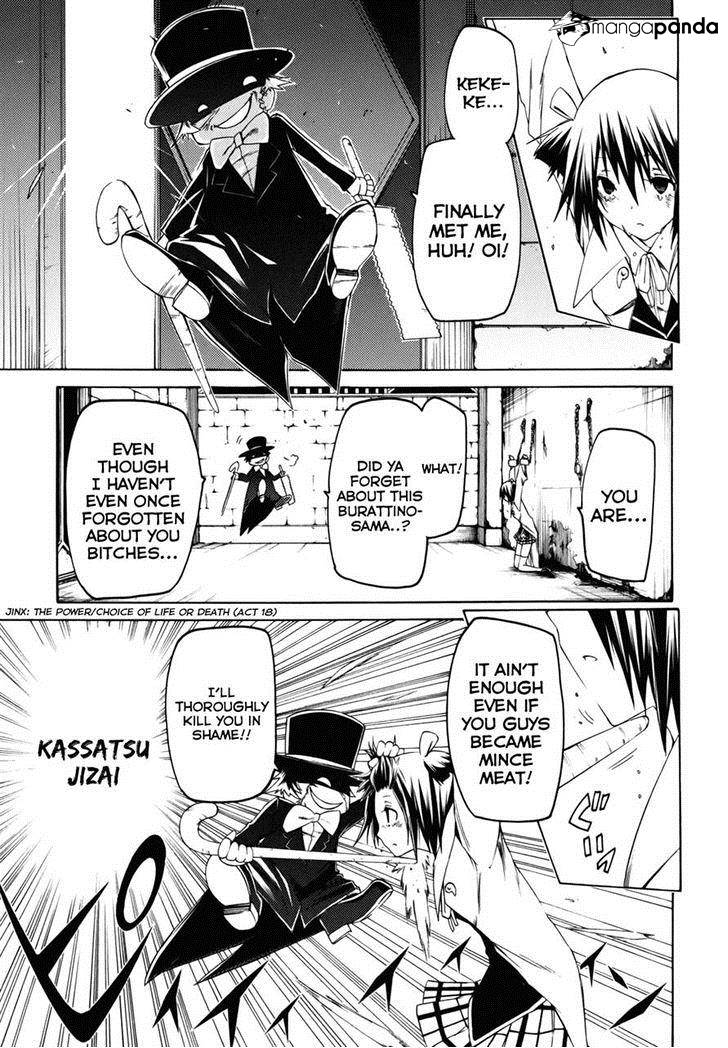 mangapanda
KEKE-
KE...
FINALLY
MET ME,
HUH! OI!
YOU
ARE...
WHAT!
DID YA
FORGET
ABOUT THIS
BURATTINO-
SAMA..?
EVEN
THOUGH
I HAVEN'T
EVEN ONCE
FORGOTTEN
ABOUT YOU
BITCHES...
JINX: THE POWER/CHOICE OF LIFE OR DEATH (ACT 18)
IT AIN'T
ENOUGH
EVEN IF
YOU GUYS
BECAME
MINCE
MEAT!
I'LL
THOROUGHLY
KILL YOU IN
SHAME!!
KASSATSU
JIZAI